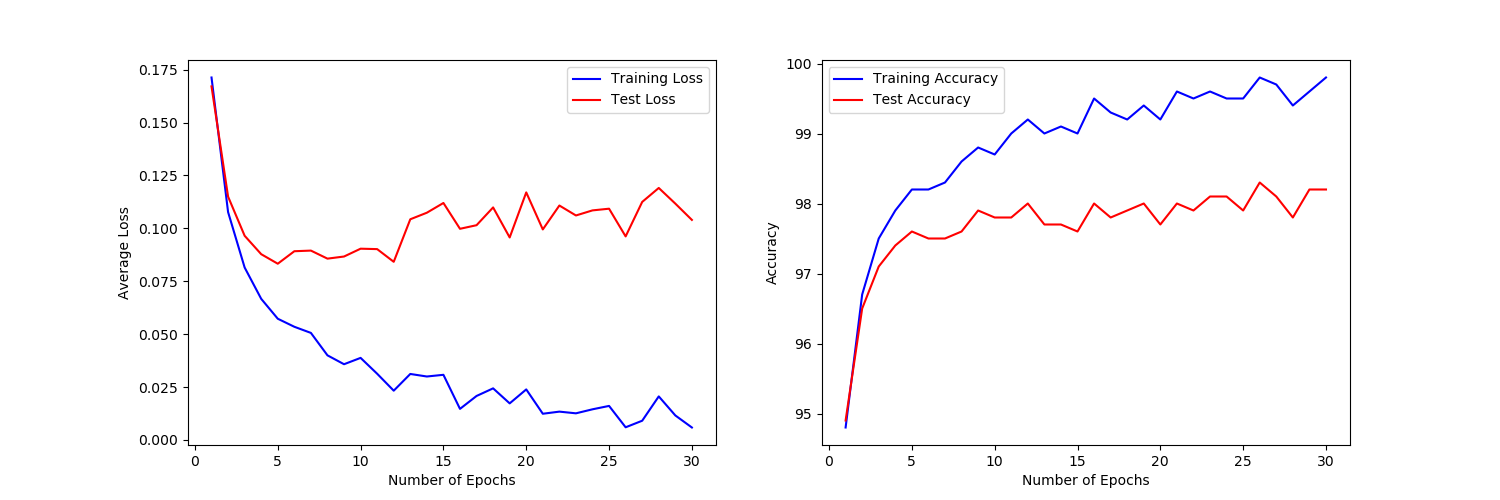 0.175
0.150
0.125
0.100
0.075
0.050
0.025
0.000
Average Loss
Training Loss
Test Loss
0 5 10 15 20 25 30
Number of Epochs
100
99
98
97
96
95
Accuracy
Training Accuracy
Test Accuracy
0 5 10 15 20 25 30
Number of Epochs